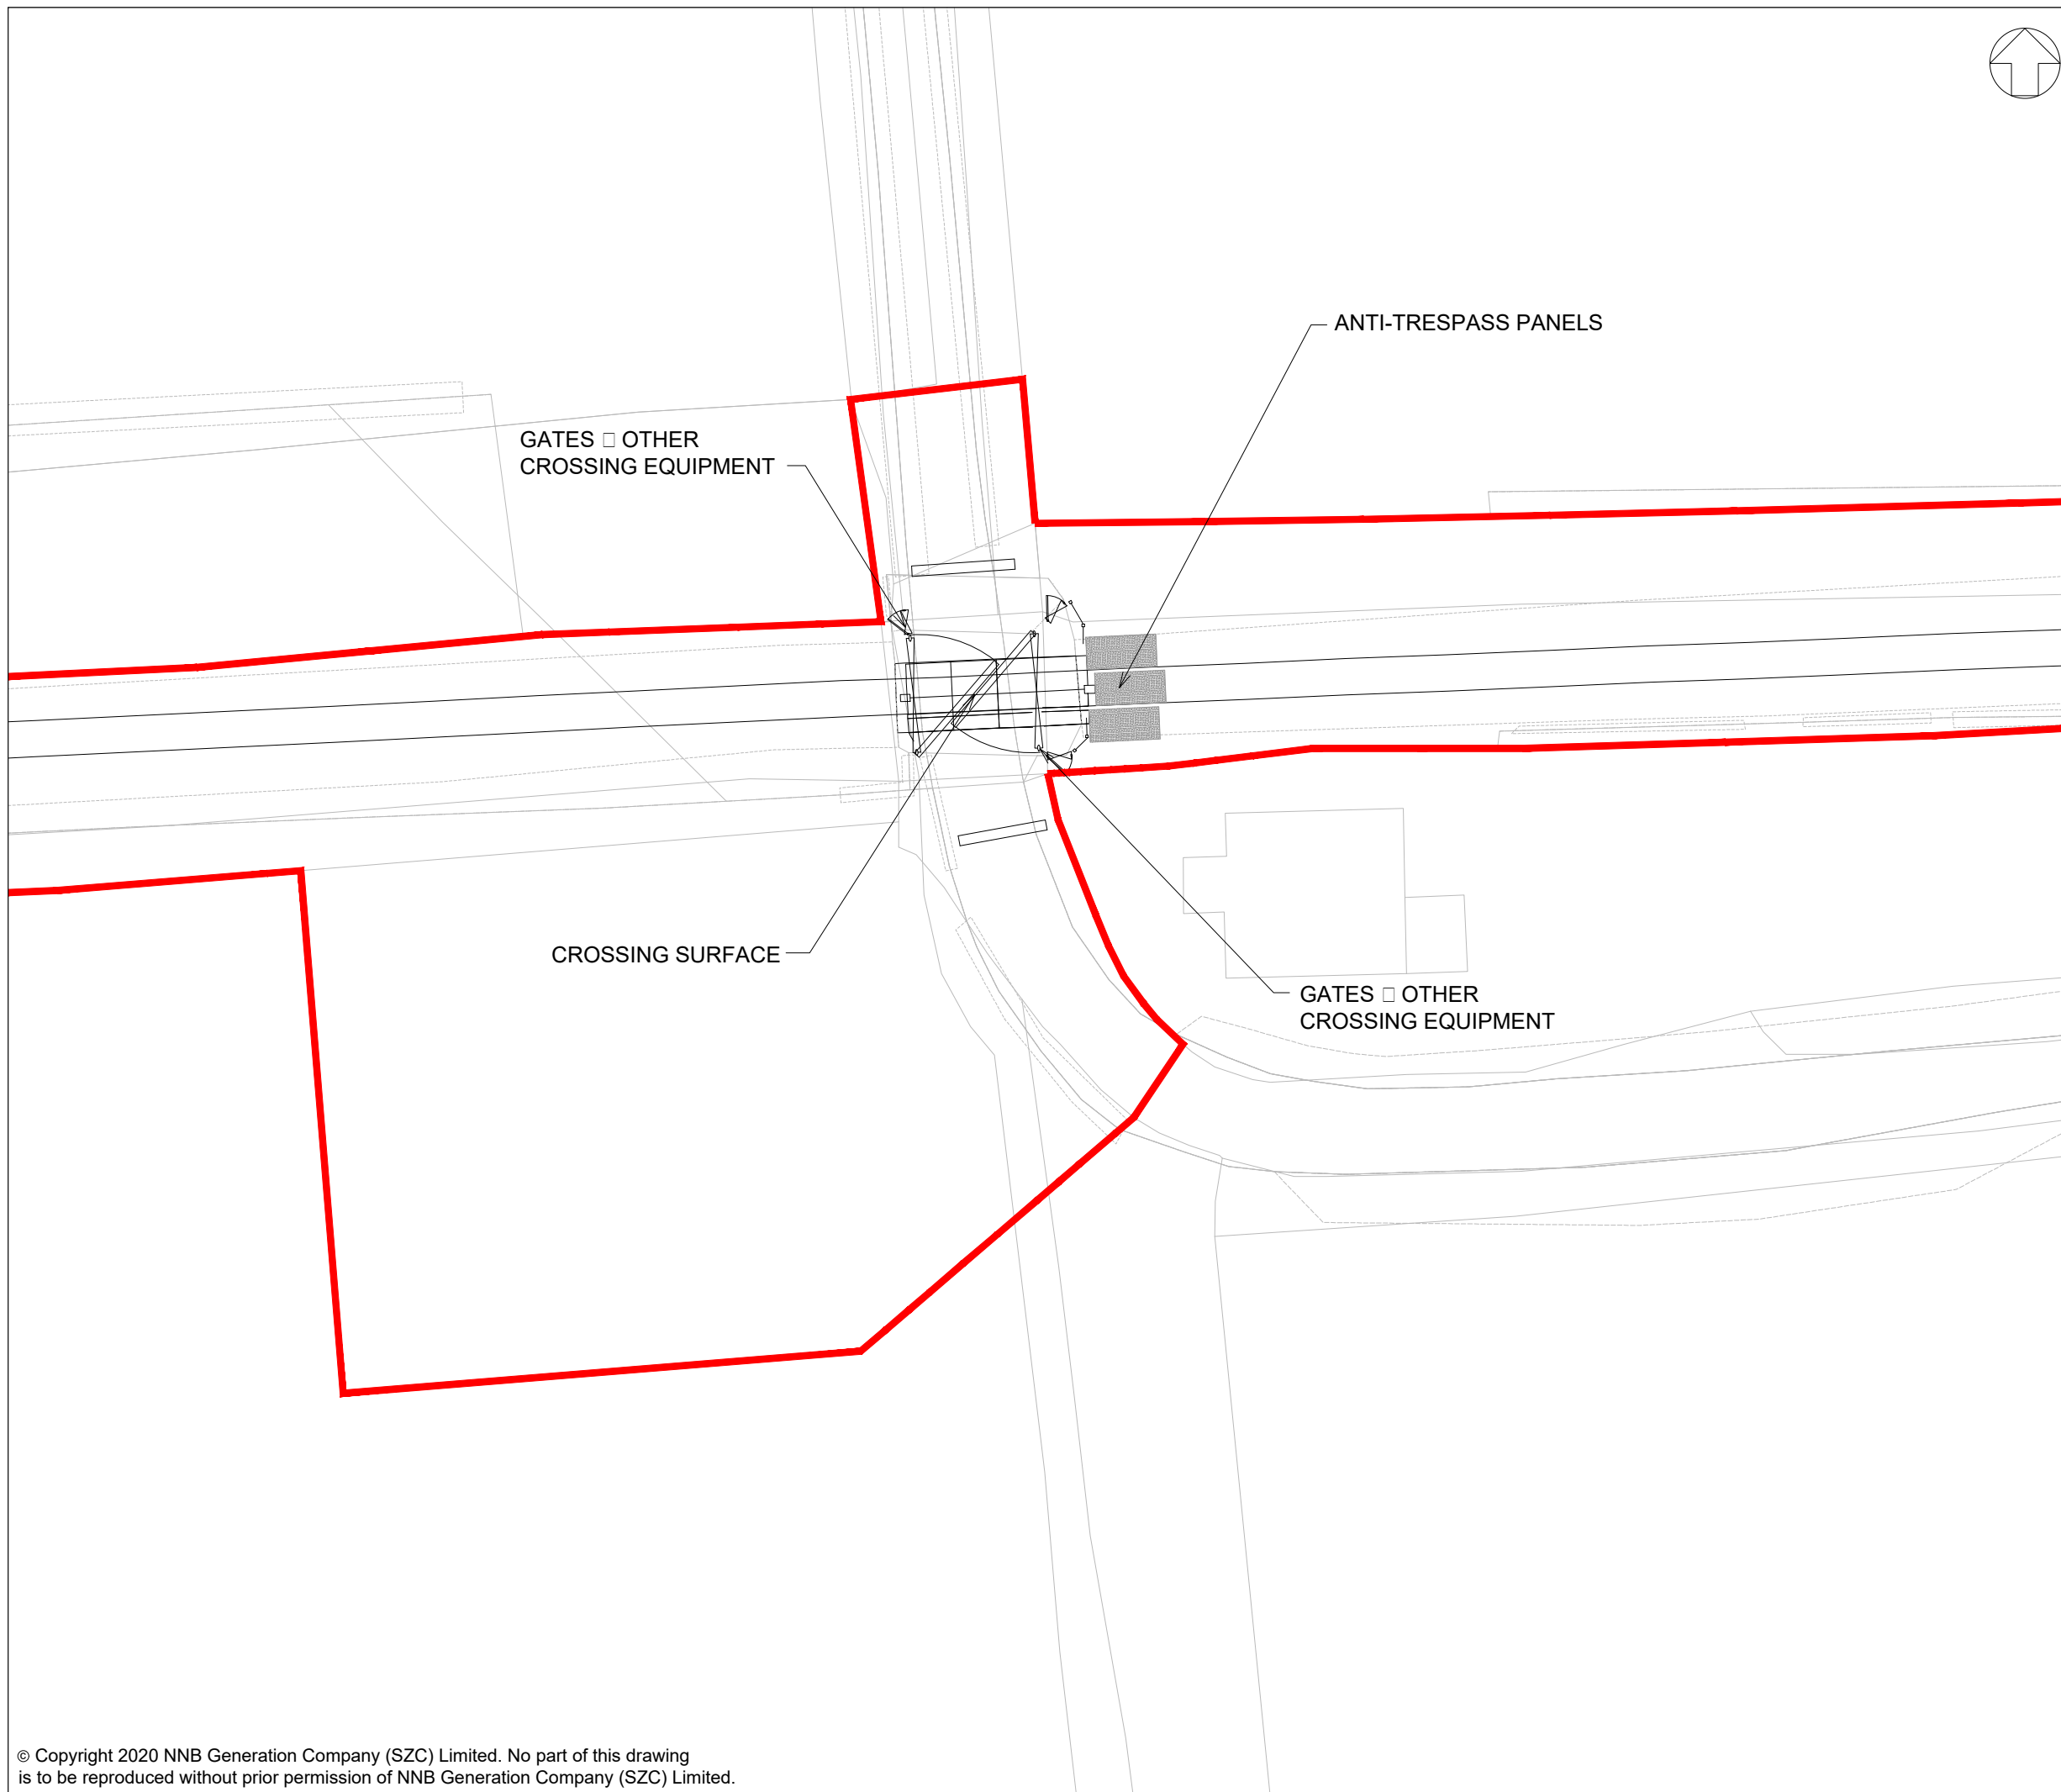 ANTI-TRESPASS PANELS
GATES □ OTHER
CROSSING EQUIPMENT
CROSSING SURFACE
GATES □ OTHER
CROSSING EQUIPMENT
© Copyright 2020 NNB Generation Company (SZC) Limited. No part of this drawing
is to be reproduced without prior permission of NNB Generation Company (SZC) Limited.